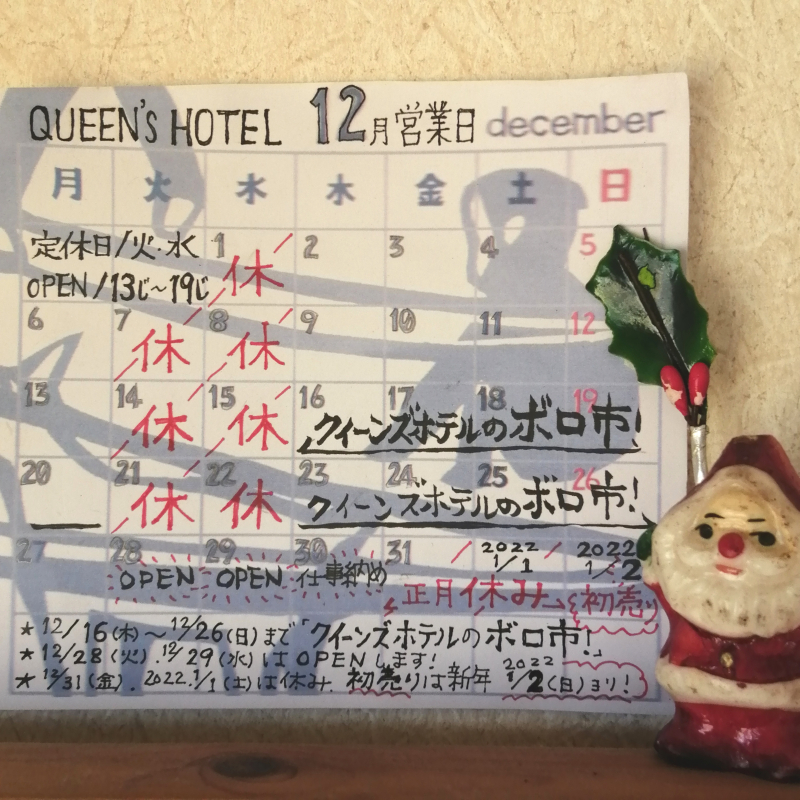 QUEEN'S HOTEL 12月営業日 december
月 火 水 木 金 土 日
定休日/火・水 1 休 2 3 4 5
OPEN/13じ〜19じ
6 7 休 8 休 9 10 11 12
13 14 休 15 休 16 17 18 19
クイーンズホテルのボロ市!
20 21 休 22 休 23 24 25 26
クイーンズホテルのボロ市!
27 28 29 30 31 2022 1/1 2022 1/2
OPEN OPEN 仕事納め 正月休み 初売り
★12/16(木)〜12/26(日)まで「クイーンズホテルのボロ市!」
★12/28(火).12/29(水)はOPENします!
★12/31(金).2022.1/1(土)は休み.初売りは新年2022 1/2(日)ヨリ!